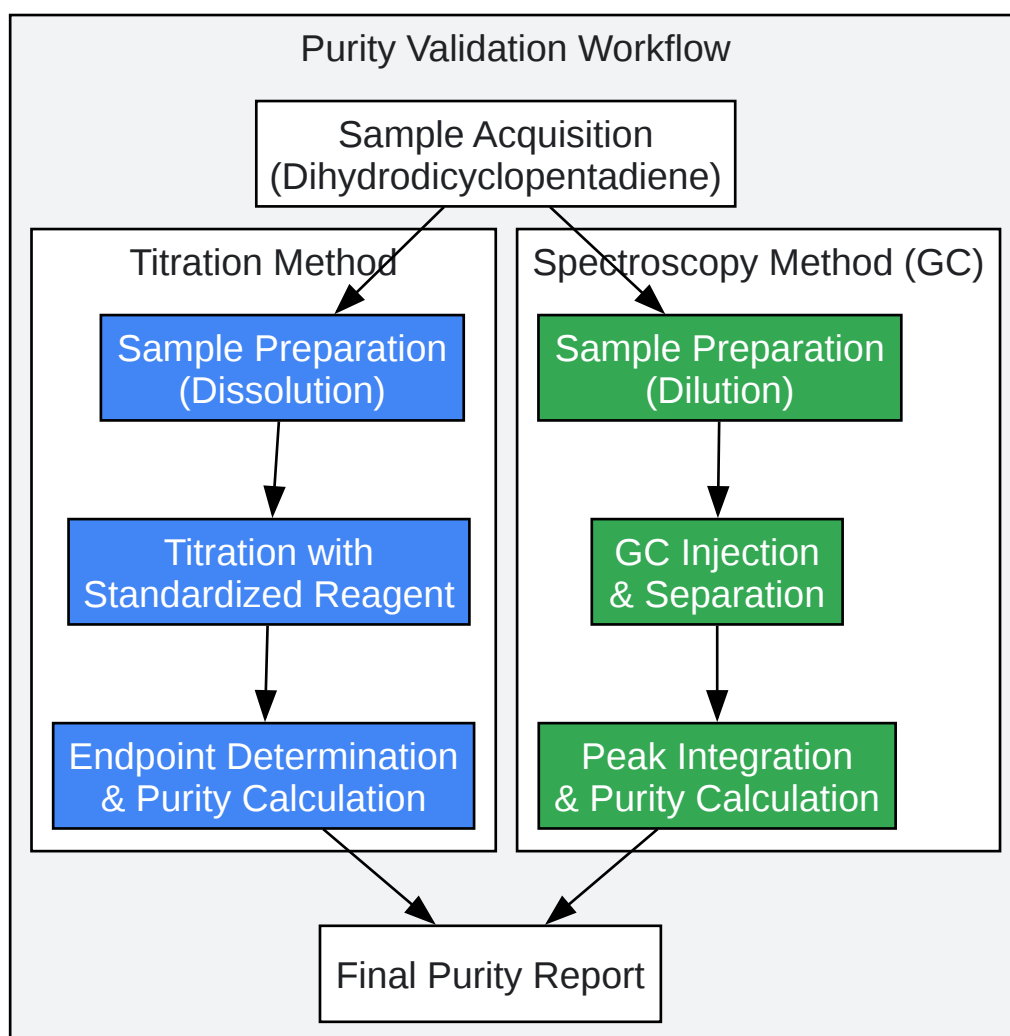 Purity Validation Workflow
Sample Acquisition
(Dihydrodicyclopentadiene)
Titration Method
Sample Preparation
(Dissolution)
Titration with
Standardized Reagent
Endpoint Determination
& Purity Calculation
Spectroscopy Method (GC)
Sample Preparation
(Dilution)
GC Injection
& Separation
Peak Integration
& Purity Calculation
Final Purity Report